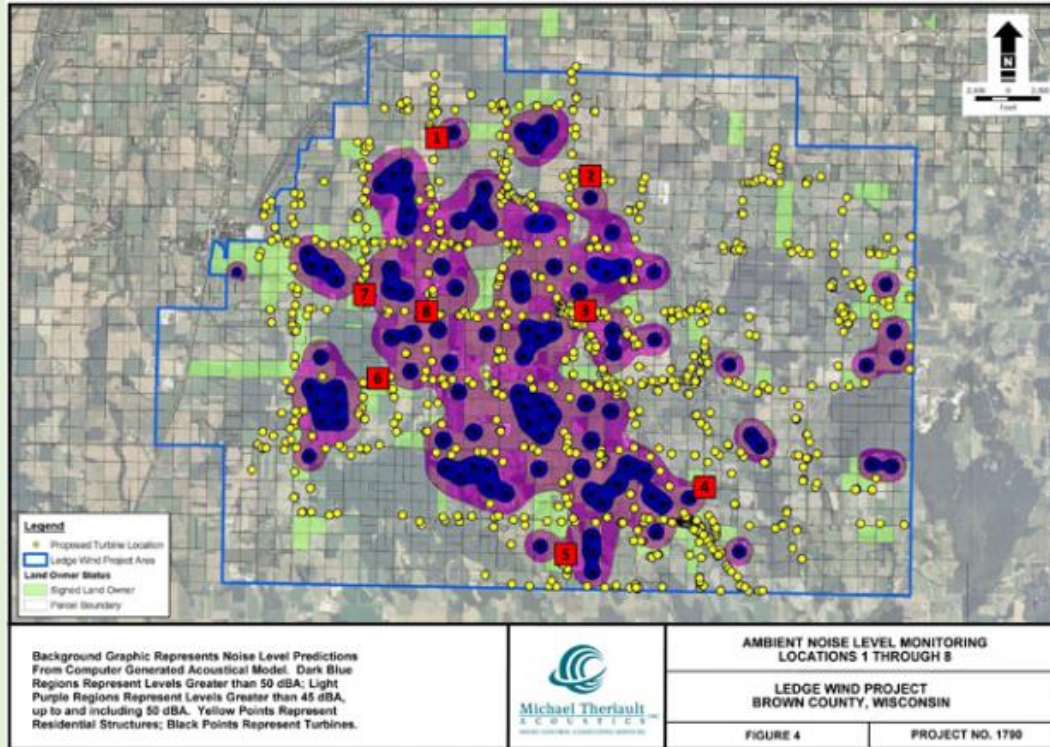 N
Feet
1
2
3
4
5
6
7
8
Legend
Proposed Turbine Location
Ledge Wind Project Area
Land Owner Status
Signed Land Owner
Parcel Boundary
Background Graphic Represents Noise Level Predictions
From Computer Generated Acoustical Model. Dark Blue
Regions Represent Levels Greater than 50 dBA; Light
Purple Regions Represent Levels Greater than 45 dBA,
up to and including 50 dBA. Yellow Points Represent
Residential Structures; Black Points Represent Turbines.
Michael Theriault
ACOUSTICS
AMBIENT NOISE LEVEL MONITORING
LOCATIONS 1 THROUGH 8
LEDGE WIND PROJECT
BROWN COUNTY, WISCONSIN
FIGURE 4
PROJECT NO. 1790